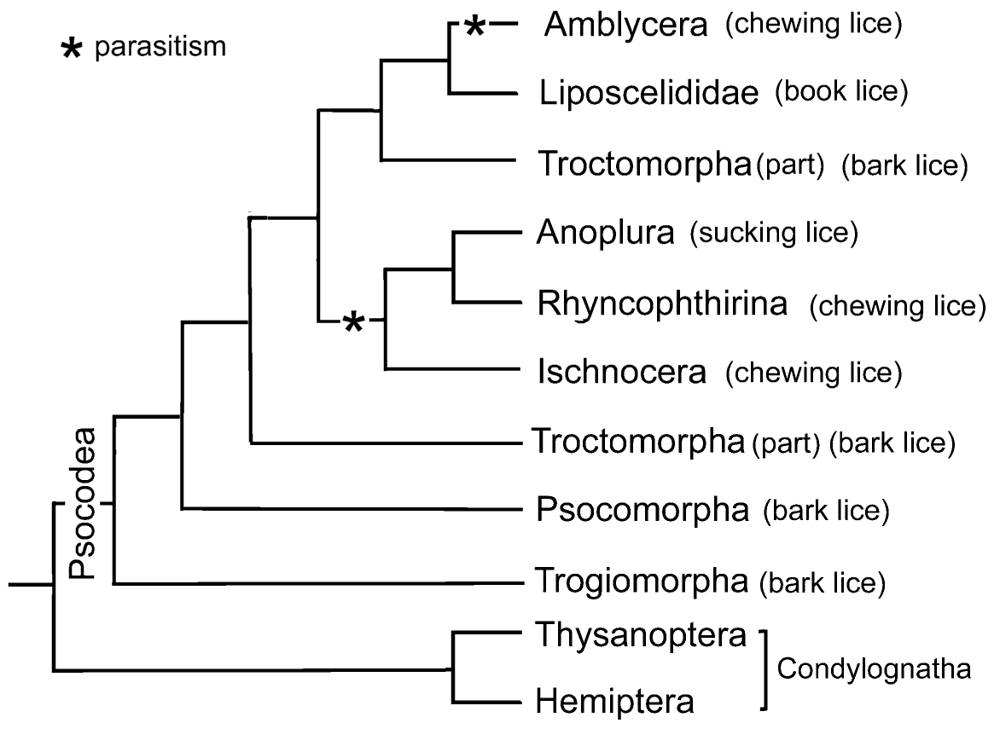 * parasitism
* Amblycera (chewing lice)
Liposcelididae (book lice)
Troctomorpha (part) (bark lice)
Anoplura (sucking lice)
* Rhyncophthirina (chewing lice)
Ischnocera (chewing lice)
Troctomorpha (part) (bark lice)
Psocodea
Psocomorpha (bark lice)
Trogiomorpha (bark lice)
Thysanoptera
Condylognatha
Hemiptera